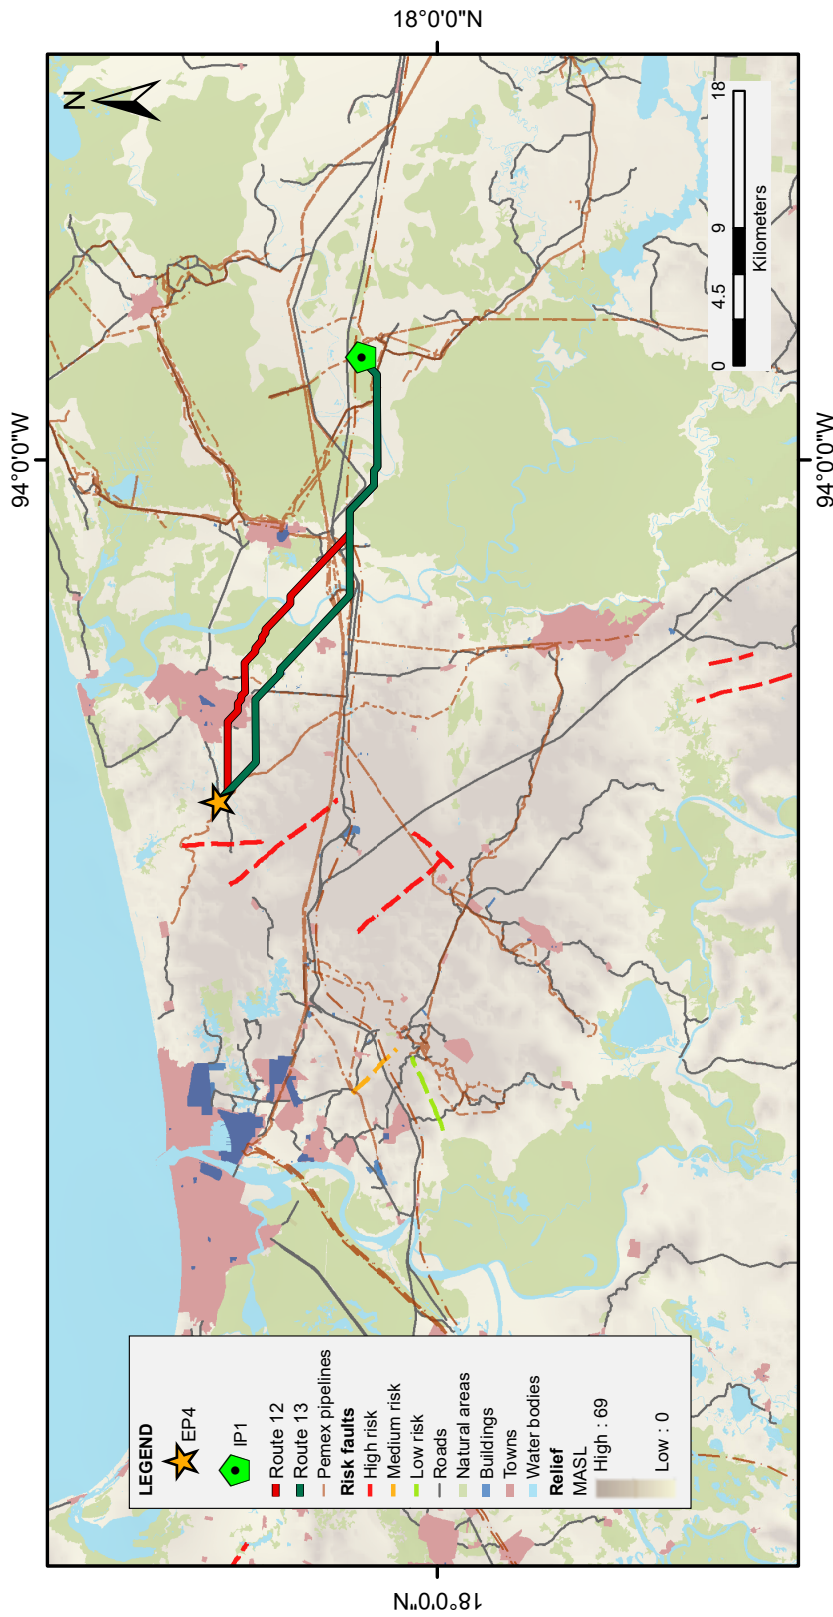 18°0'0"N
N
94°0'0"W
94°0'0"W
18°0'0"N
0
4.5
9
18
Kilometers
LEGEND
EP4
IP1
Route 12
Route 13
Pemex pipelines
Risk faults
High risk
Medium risk
Low risk
Roads
Natural areas
Buildings
Towns
Water bodies
Relief
MASL
High : 69
Low : 0